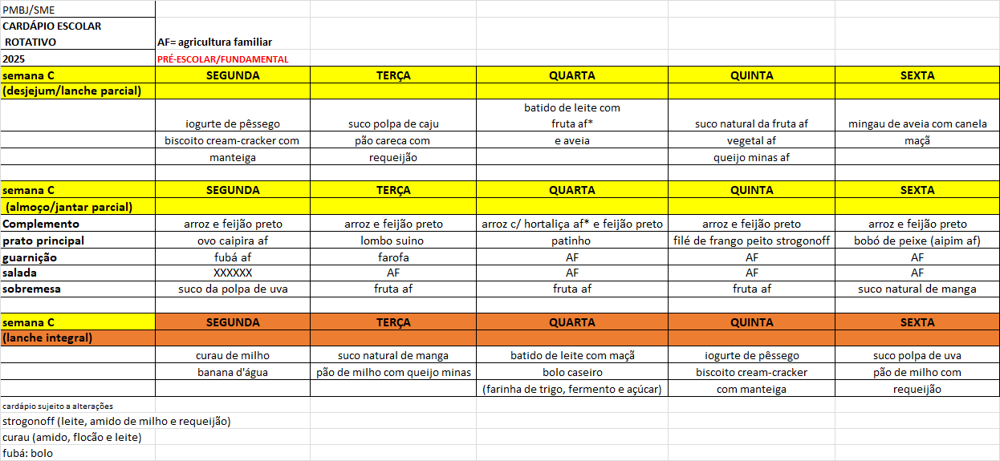 PMBJ/SME
CARDÁPIO ESCOLAR
ROTATIVO AF= agricultura familiar
2025 PRÉ-ESCOLAR/FUNDAMENTAL
semana C SEGUNDA TERÇA QUARTA QUINTA SEXTA
(desjejum/lanche parcial)
batido de leite com
iogurte de pêssego suco polpa de caju fruta af* suco natural da fruta af mingau de aveia com canela
biscoito cream-cracker com pão careca com e aveia vegetal af maçã
manteiga requeijão queijo minas af
semana C SEGUNDA TERÇA QUARTA QUINTA SEXTA
(almoço/jantar parcial)
Complemento arroz e feijão preto arroz e feijão preto arroz c/ hortaliça af* e feijão preto arroz e feijão preto arroz e feijão preto
prato principal ovo caipira af lombo suino patinho filé de frango peito strogonoff bobó de peixe (aipim af)
guarnição fubá af farofa AF AF AF
salada XXXXXX AF AF AF AF
sobremesa suco da polpa de uva fruta af fruta af fruta af suco natural de manga
semana C SEGUNDA TERÇA QUARTA QUINTA SEXTA
(lanche integral)
curau de milho suco natural de manga batido de leite com maçã iogurte de pêssego suco polpa de uva
banana d'água pão de milho com queijo minas bolo caseiro biscoito cream-cracker pão de milho com
(farinha de trigo, fermento e açúcar) com manteiga requeijão
cardápio sujeito a alterações
strogonoff (leite, amido de milho e requeijão)
curau (amido, flocão e leite)
fubá: bolo